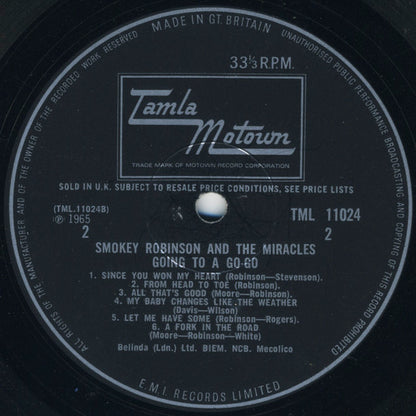 MADE IN GT. BRITAIN
ALL RIGHTS OF THE MANUFACTURER AND OF THE OWNER OF THE RECORDED WORK RESERVED
UNAUTHORISED PUBLIC PERFORMANCE BROADCASTING AND COPYING OF THIS RECORD PROHIBITED
33⅓ R.P.M.
Tamla
Motown
TRADE MARK OF MOTOWN RECORD CORPORATION
SOLD IN U.K. SUBJECT TO RESALE PRICE CONDITIONS, SEE PRICE LISTS
(TML.11024B)
℗ 1965
2
TML 11024
2
SMOKEY ROBINSON AND THE MIRACLES
GOING TO A GO-GO
1. SINCE YOU WON MY HEART (Robinson—Stevenson).
2. FROM HEAD TO TOE (Robinson).
3. ALL THAT'S GOOD (Moore—Robinson).
4. MY BABY CHANGES LIKE THE WEATHER
(Davis—Wilson)
5. LET ME HAVE SOME (Robinson—Rogers).
6. A FORK IN THE ROAD
(Moore—Robinson—White)
Belinda (Ldn.) Ltd. BIEM. NCB. Mecolico
E.M.I. RECORDS LIMITED